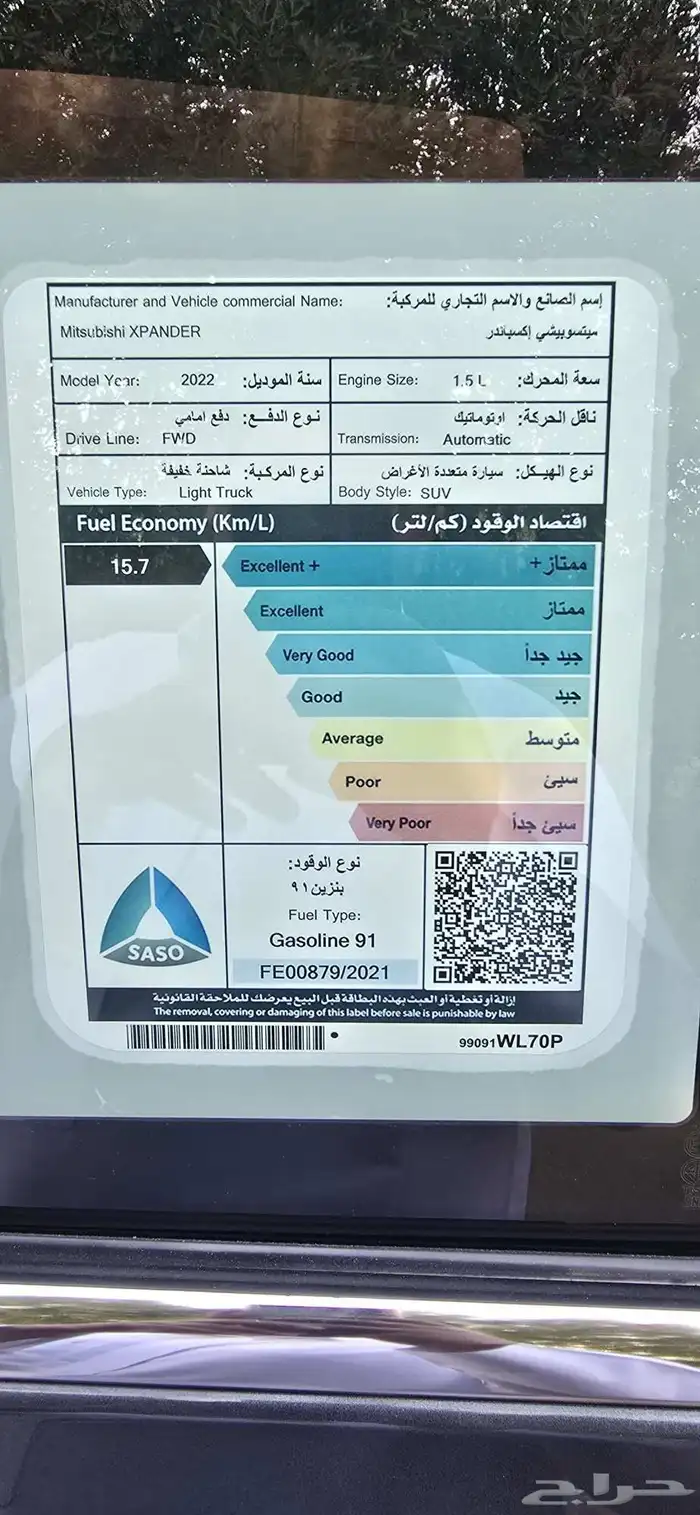 Manufacturer and Vehicle commercial Name: إسم الصانع والاسم التجاري للمركبة:
Mitsubishi XPANDER ميتسوبيشي إكسباندر
Model Year: 2022 سنة الموديل: Engine Size: 1.5 L سعة المحرك:
نوع الدفع: دفع امامي ناقل الحركة: اوتوماتيك
Drive Line: FWD Transmission: Automatic
نوع المركبة: شاحنة خفيفة نوع الهيكل: سيارة متعددة الأغراض
Vehicle Type: Light Truck Body Style: SUV
Fuel Economy (Km/L) اقتصاد الوقود (كم/لتر)
15.7 Excellent + ممتاز+
Excellent ممتاز
Very Good جيد جداً
Good جيد
Average متوسط
Poor سيئ
Very Poor سيئ جداً
نوع الوقود:
بنزين ٩١
Fuel Type:
Gasoline 91
SASO
FE00879/2021
إزالة أو تغطية أو العبث بهذه البطاقة قبل البيع يعرضك للملاحقة القانونية
The removal, covering or damaging of this label before sale is punishable by law
99091WL70P
حراج